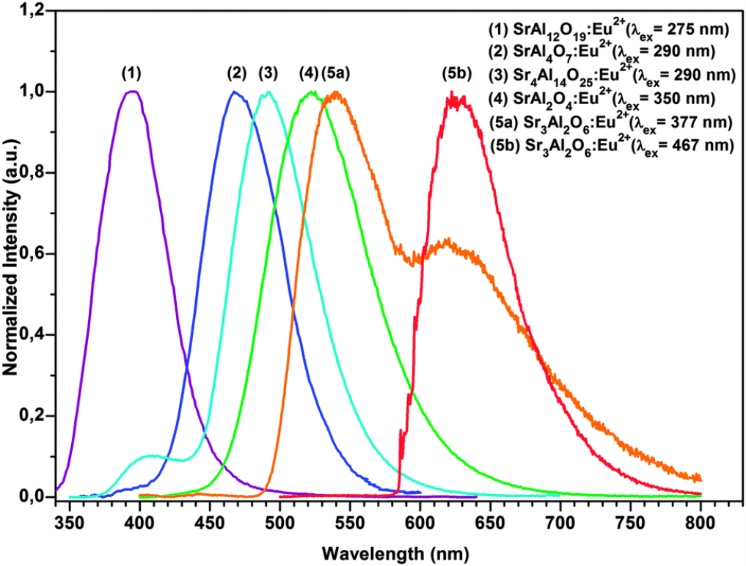 1,2
(1) SrAl12O19:Eu2+(λex= 275 nm)
(2) SrAl4O7:Eu2+(λex= 290 nm)
(3) Sr4Al14O25:Eu2+(λex= 290 nm)
(4) SrAl2O4:Eu2+(λex= 350 nm)
(5a) Sr3Al2O6:Eu2+(λex= 377 nm)
(5b) Sr3Al2O6:Eu2+(λex= 467 nm)
(1) (2) (3) (4) (5a) (5b)
1,0
0,8
0,6
0,4
0,2
0,0
Normalized Intensity (a.u.)
350 400 450 500 550 600 650 700 750 800
Wavelength (nm)